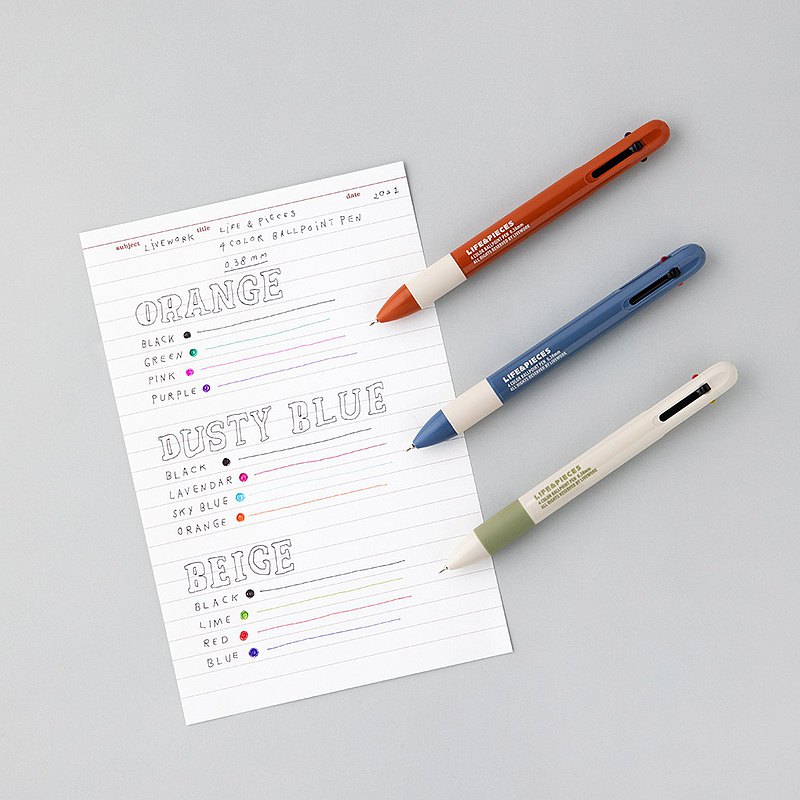 subject LiVEWORK title LiFE & PiECES date 2021
4 COLOR BALLPOINT PEN
0.38 mm
ORANGE
BLACK
GREEN
PINK
PURPLE
DUSTY BLUE
BLACK
LAVENDAR
SKY BLUE
ORANGE
BEIGE
BLACK
LIME
RED
BLUE
LIFE&PIECES
4 COLOR BALLPOINT PEN 0.38mm
ALL RIGHTS RESERVED BY LIVEWORK
LIFE&PIECES
4 COLOR BALLPOINT PEN 0.38mm
ALL RIGHTS RESERVED BY LIVEWORK
LIFE&PIECES
4 COLOR BALLPOINT PEN 0.38mm
ALL RIGHTS RESERVED BY LIVEWORK